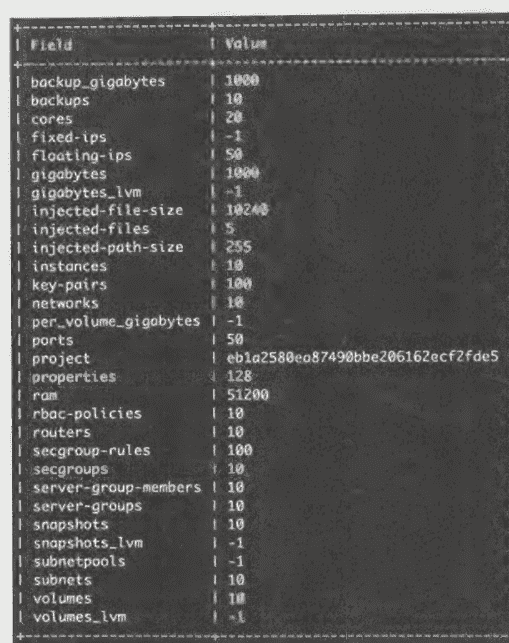 +----------------------+----------------------------------
| Field | Value
+----------------------+----------------------------------
| backup_gigabytes | 1000
| backups | 10
| cores | 20
| fixed-ips | -1
| floating-ips | 50
| gigabytes | 1000
| gigabytes_lvm | -1
| injected-file-size | 10240
| injected-files | 5
| injected-path-size | 255
| instances | 10
| key-pairs | 100
| networks | 10
| per_volume_gigabytes | -1
| ports | 50
| project | eb1a2580ea87490bbe206162ecf2fde5
| properties | 128
| ram | 51200
| rbac-policies | 10
| routers | 10
| secgroup-rules | 100
| secgroups | 10
| server-group-members | 10
| server-groups | 10
| snapshots | 10
| snapshots_lvm | -1
| subnetpools | -1
| subnets | 10
| volumes | 10
| volumes_lvm | -1
+----------------------+----------------------------------